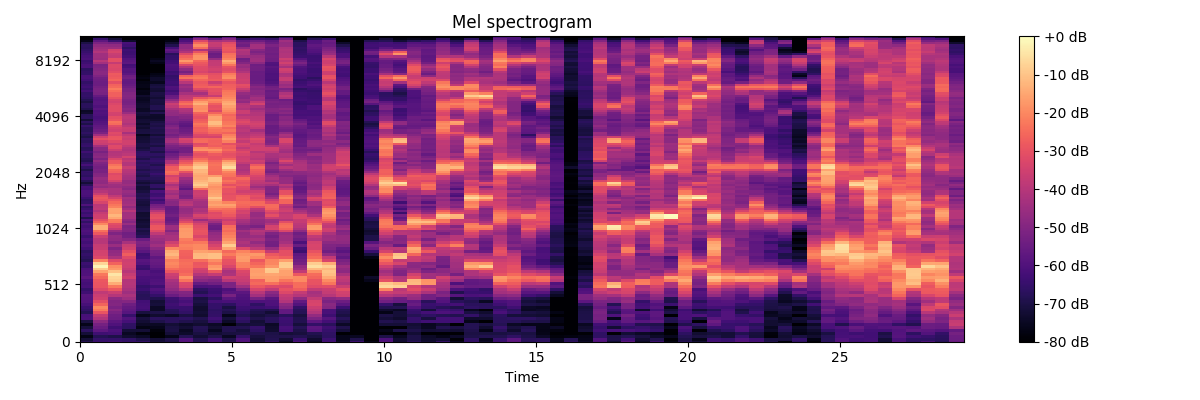 Mel spectrogram
8192
4096
2048
1024
512
0
Hz
0 5 10 15 20 25
Time
+0 dB
-10 dB
-20 dB
-30 dB
-40 dB
-50 dB
-60 dB
-70 dB
-80 dB